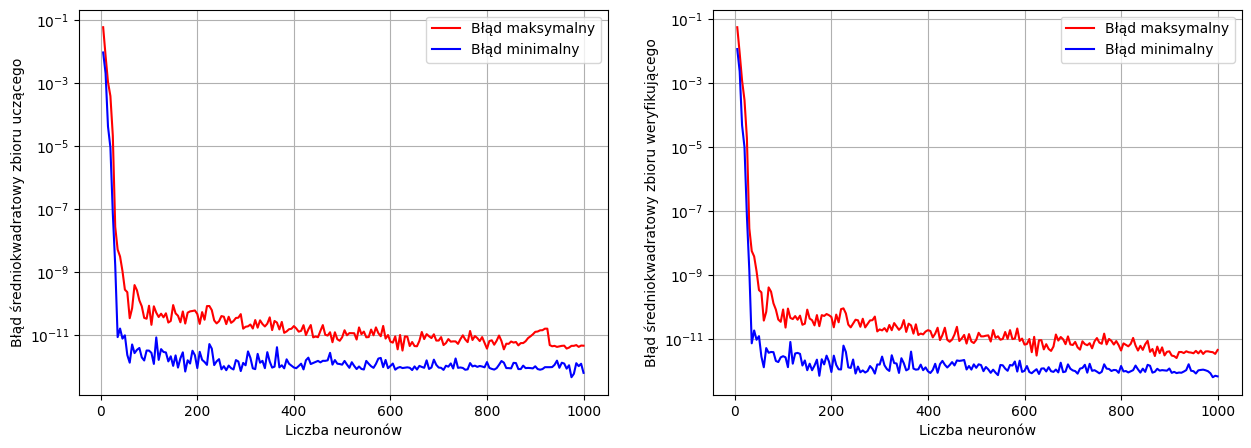 Błąd średniokwadratowy zbioru uczącego
10⁻¹
10⁻³
10⁻⁵
10⁻⁷
10⁻⁹
10⁻¹¹
Błąd maksymalny
Błąd minimalny
0 200 400 600 800 1000
Liczba neuronów
Błąd średniokwadratowy zbioru weryfikującego
10⁻¹
10⁻³
10⁻⁵
10⁻⁷
10⁻⁹
10⁻¹¹
Błąd maksymalny
Błąd minimalny
0 200 400 600 800 1000
Liczba neuronów